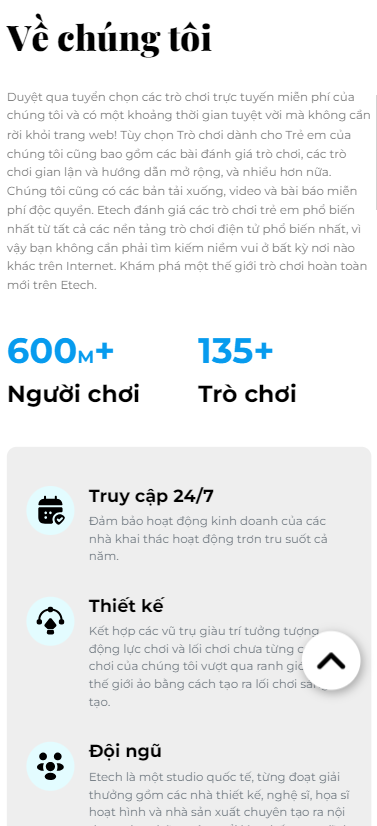 Về chúng tôi
Duyệt qua tuyển chọn các trò chơi trực tuyến miễn phí của
chúng tôi và có một khoảng thời gian tuyệt vời mà không cần
rời khỏi trang web! Tùy chọn Trò chơi dành cho Trẻ em của
chúng tôi cũng bao gồm các bài đánh giá trò chơi, các trò
chơi gian lận và hướng dẫn mở rộng, và nhiều hơn nữa.
Chúng tôi cũng có các bản tải xuống, video và bài báo miễn
phí độc quyền. Etech đánh giá các trò chơi trẻ em phổ biến
nhất từ tất cả các nền tảng trò chơi điện tử phổ biến nhất, vì
vậy bạn không cần phải tìm kiếm niềm vui ở bất kỳ nơi nào
khác trên Internet. Khám phá một thế giới trò chơi hoàn toàn
mới trên Etech.
600M+ 135+
Người chơi Trò chơi
Truy cập 24/7
Đảm bảo hoạt động kinh doanh của các
nhà khai thác hoạt động trơn tru suốt cả
năm.
Thiết kế
Kết hợp các vũ trụ giàu trí tưởng tượng,
động lực chơi và lối chơi chưa từng
chơi của chúng tôi vượt qua ranh
thế giới ảo bằng cách tạo ra lối chơi
tạo.
Đội ngũ
Etech là một studio quốc tế, từng đoạt giải
thưởng gồm các nhà thiết kế, nghệ sĩ, họa sĩ
hoạt hình và nhà sản xuất chuyên tạo ra nội